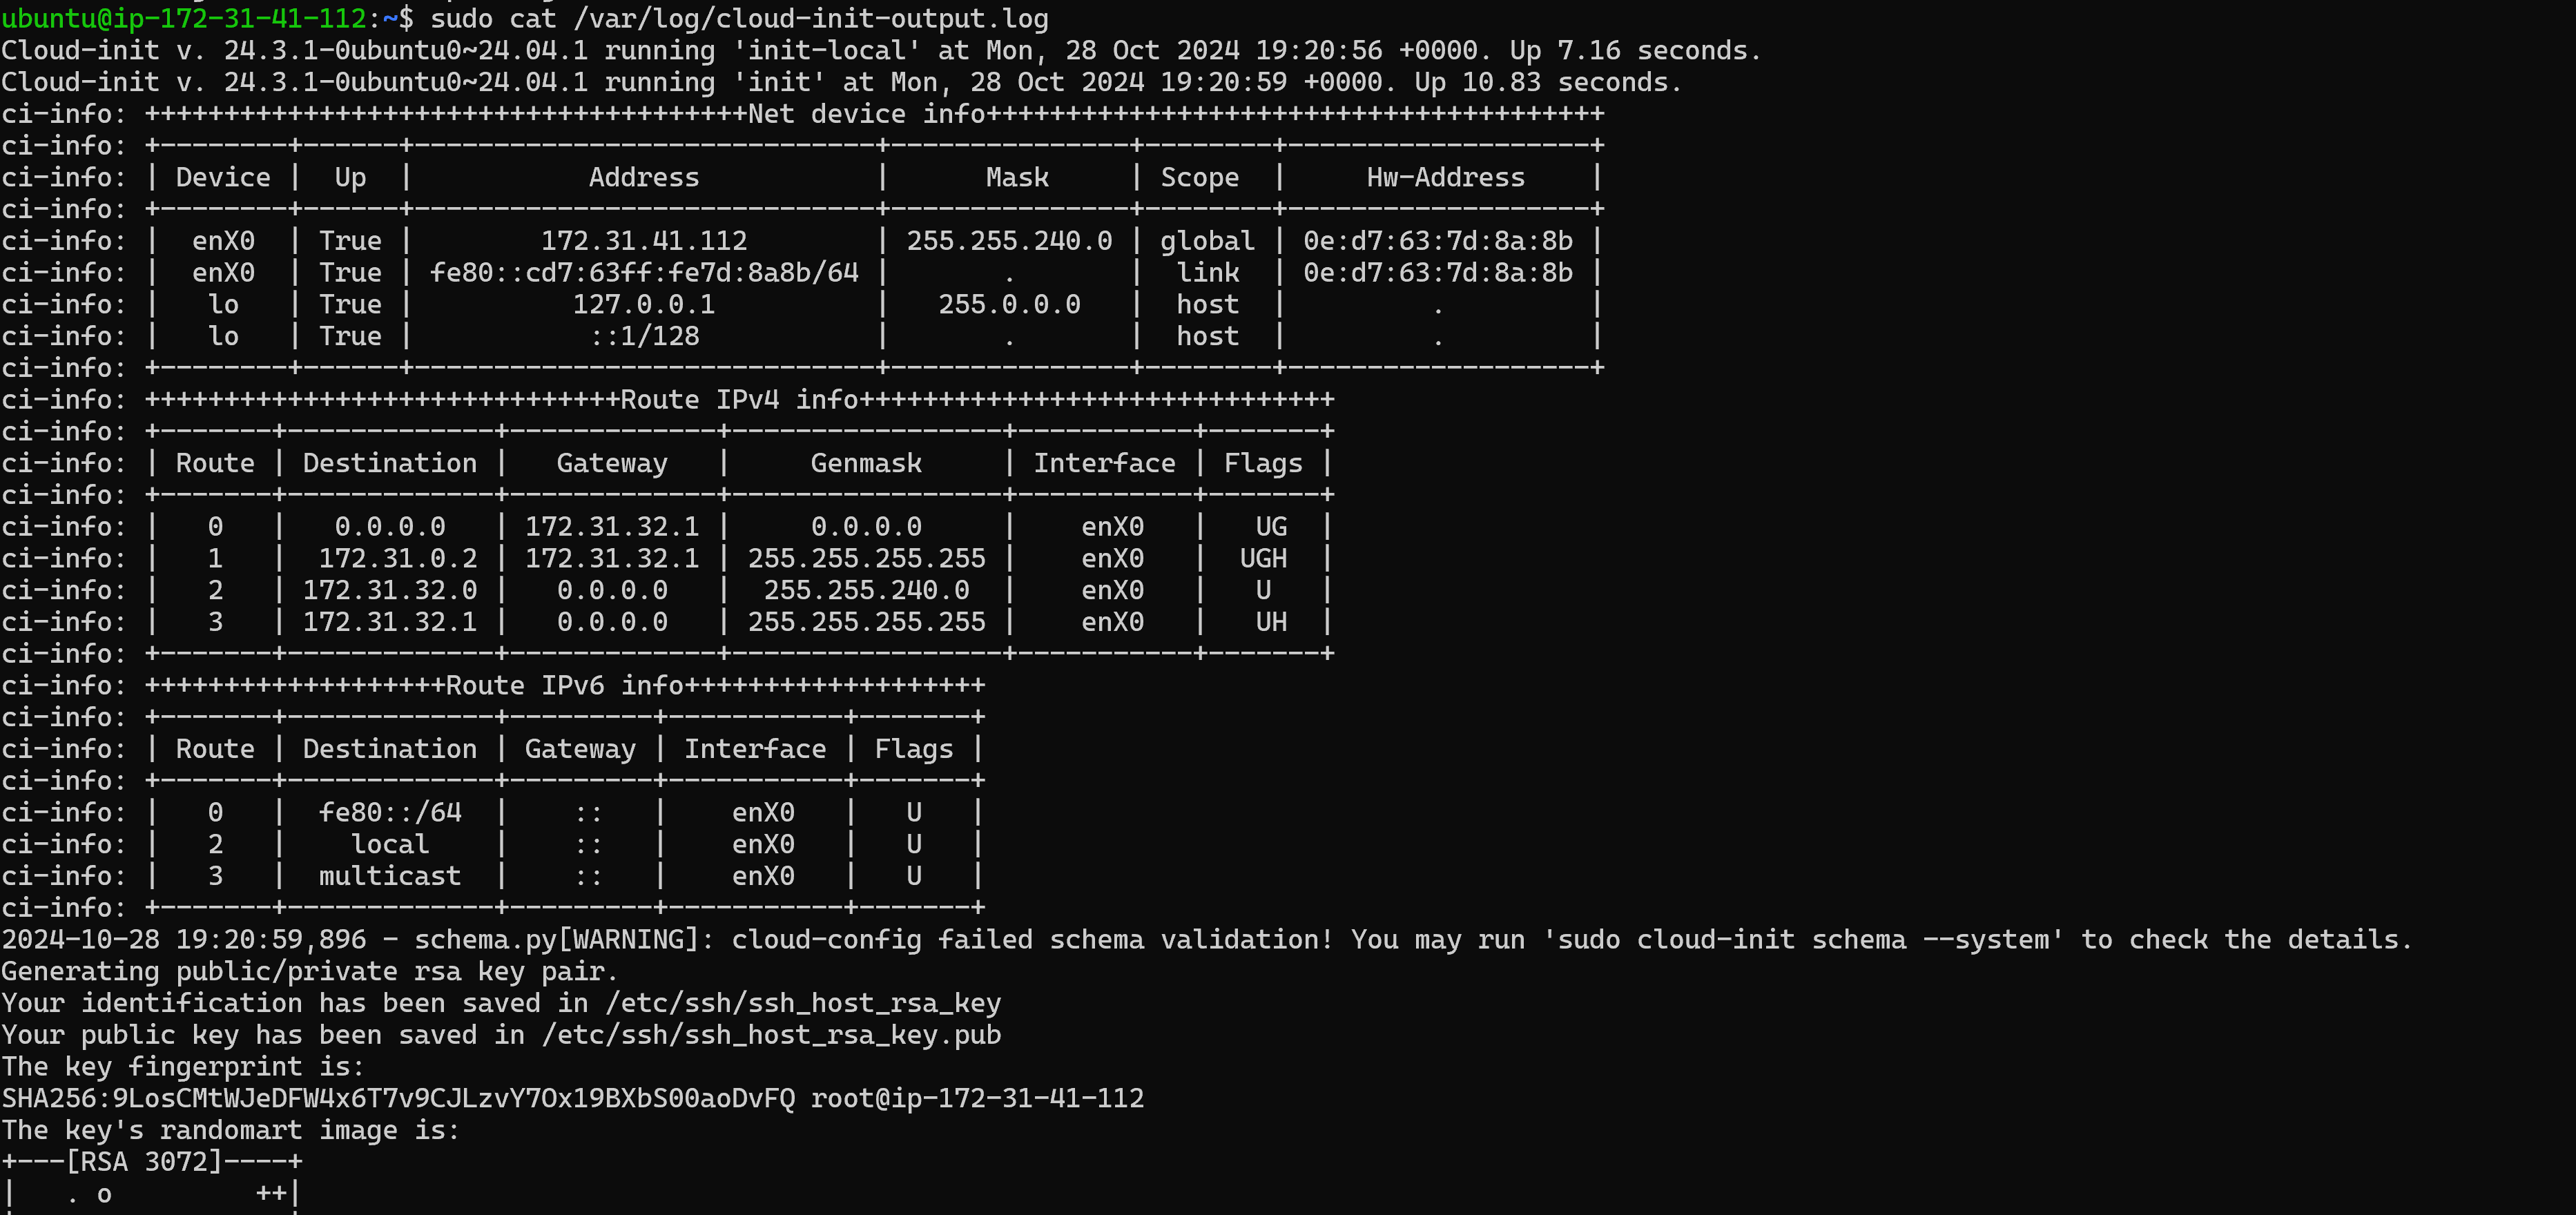 ubuntu@ip-172-31-41-112:~$ sudo cat /var/log/cloud-init-output.log
Cloud-init v. 24.3.1-0ubuntu0~24.04.1 running 'init-local' at Mon, 28 Oct 2024 19:20:56 +0000. Up 7.16 seconds.
Cloud-init v. 24.3.1-0ubuntu0~24.04.1 running 'init' at Mon, 28 Oct 2024 19:20:59 +0000. Up 10.83 seconds.
ci-info: ++++++++++++++++++++++++++++++++++++++Net device info+++++++++++++++++++++++++++++++++++++++
ci-info: +--------+------+-----------------------------+---------------+--------+-------------------+
ci-info: | Device |  Up  |           Address           |      Mask     | Scope  |     Hw-Address    |
ci-info: +--------+------+-----------------------------+---------------+--------+-------------------+
ci-info: |  enX0  | True |        172.31.41.112        | 255.255.240.0 | global | 0e:d7:63:7d:8a:8b |
ci-info: |  enX0  | True | fe80::cd7:63ff:fe7d:8a8b/64 |       .       |  link  | 0e:d7:63:7d:8a:8b |
ci-info: |   lo   | True |          127.0.0.1          |   255.0.0.0   |  host  |         .         |
ci-info: |   lo   | True |           ::1/128           |       .       |  host  |         .         |
ci-info: +--------+------+-----------------------------+---------------+--------+-------------------+
ci-info: ++++++++++++++++++++++++++++++Route IPv4 info++++++++++++++++++++++++++++++
ci-info: +-------+-------------+-------------+-----------------+-----------+-------+
ci-info: | Route | Destination |   Gateway   |     Genmask     | Interface | Flags |
ci-info: +-------+-------------+-------------+-----------------+-----------+-------+
ci-info: |   0   |   0.0.0.0   | 172.31.32.1 |     0.0.0.0     |    enX0   |   UG  |
ci-info: |   1   |  172.31.0.2 | 172.31.32.1 | 255.255.255.255 |    enX0   |  UGH  |
ci-info: |   2   | 172.31.32.0 |   0.0.0.0   |  255.255.240.0  |    enX0   |   U   |
ci-info: |   3   | 172.31.32.1 |   0.0.0.0   | 255.255.255.255 |    enX0   |   UH  |
ci-info: +-------+-------------+-------------+-----------------+-----------+-------+
ci-info: +++++++++++++++++++Route IPv6 info+++++++++++++++++++
ci-info: +-------+-------------+---------+-----------+-------+
ci-info: | Route | Destination | Gateway | Interface | Flags |
ci-info: +-------+-------------+---------+-----------+-------+
ci-info: |   0   |  fe80::/64  |    ::   |    enX0   |   U   |
ci-info: |   2   |    local    |    ::   |    enX0   |   U   |
ci-info: |   3   |  multicast  |    ::   |    enX0   |   U   |
ci-info: +-------+-------------+---------+-----------+-------+
2024-10-28 19:20:59,896 - schema.py[WARNING]: cloud-config failed schema validation! You may run 'sudo cloud-init schema --system' to check the details.
Generating public/private rsa key pair.
Your identification has been saved in /etc/ssh/ssh_host_rsa_key
Your public key has been saved in /etc/ssh/ssh_host_rsa_key.pub
The key fingerprint is:
SHA256:9LosCMtWJeDFW4x6T7v9CJLzvY7Ox19BXbS00aoDvFQ root@ip-172-31-41-112
The key's randomart image is:
+---[RSA 3072]----+
|   . o         ++|